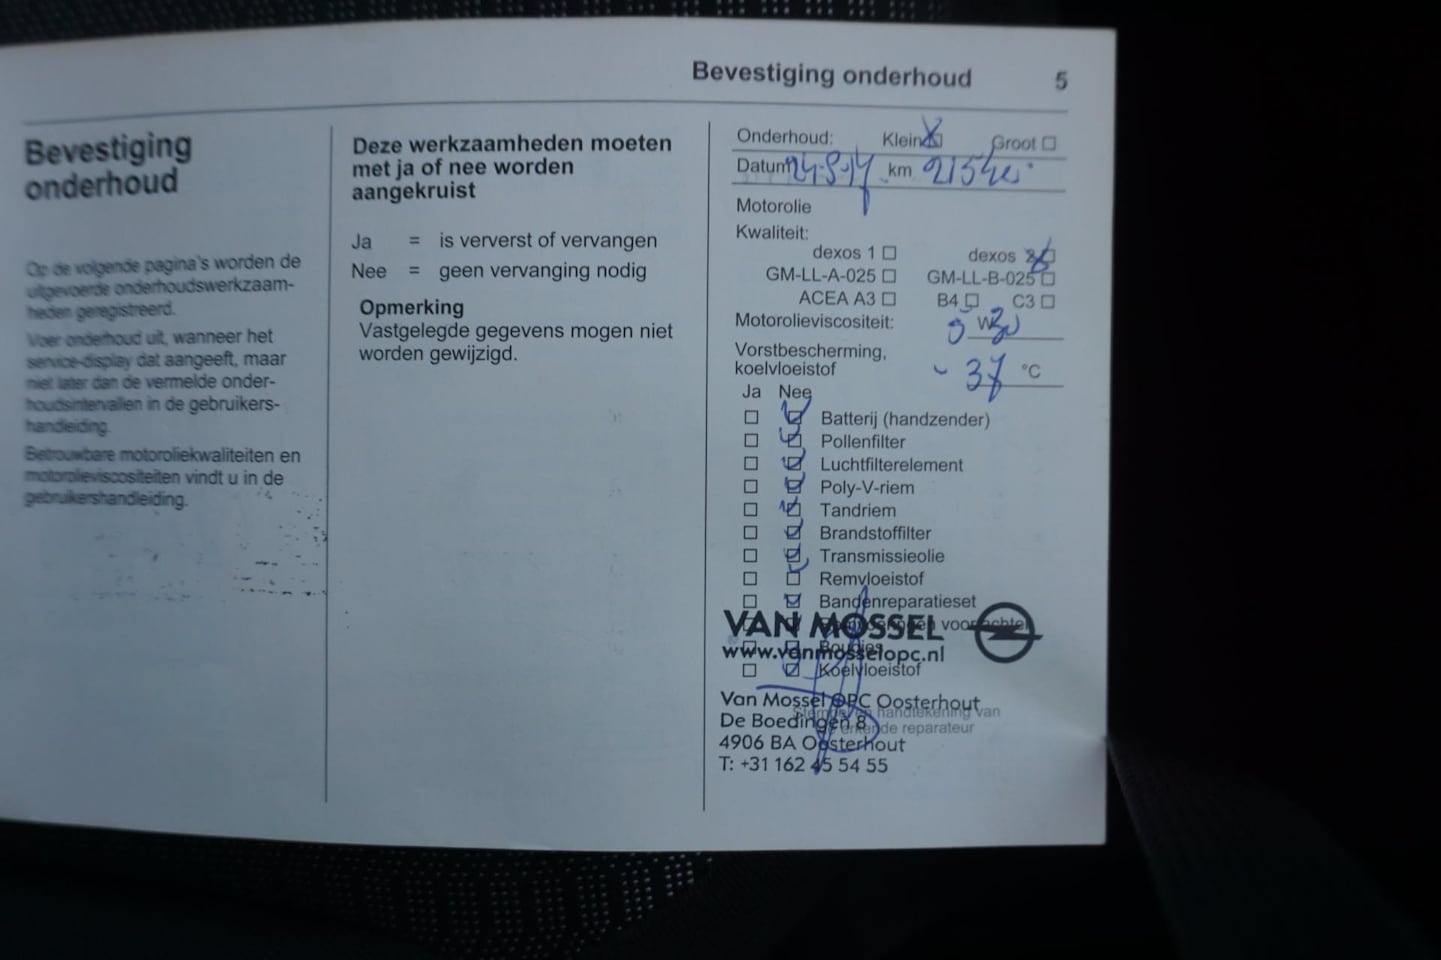 Bevestiging onderhoud 5
Bevestiging
onderhoud
Op de volgende pagina's worden de
uitgevoerde onderhoudswerkzaam-
heden geregistreerd.
Voer onderhoud uit, wanneer het
service-display dat aangeeft, maar
niet later dan de vermelde onder-
houdsintervallen in de gebruikers-
handleiding.
Betrouwbare motoroliekwaliteiten en
motorolieviscositeiten vindt u in de
gebruikershandleiding.
Deze werkzaamheden moeten
met ja of nee worden
aangekruist
Ja = is ververst of vervangen
Nee = geen vervanging nodig
Opmerking
Vastgelegde gegevens mogen niet
worden gewijzigd.
Onderhoud: Klein Groot
Datum km
Motorolie
Kwaliteit:
dexos 1 dexos
GM-LL-A-025 GM-LL-B-025
ACEA A3 B4 C3
Motorolieviscositeit: W
Vorstbescherming,
koelvloeistof - 37 °C
Ja Nee
Batterij (handzender)
Pollenfilter
Luchtfilterelement
Poly-V-riem
Tandriem
Brandstoffilter
Transmissieolie
Remvloeistof
Bandenreparatieset
VAN MOSSEL
Bougies
www.vanmosselopc.nl
Koelvloeistof
Van Mossel OPC Oosterhout
handtekening van
De Boedingen 8
reparateur
4906 BA Oosterhout
T: +31 162 45 54 55